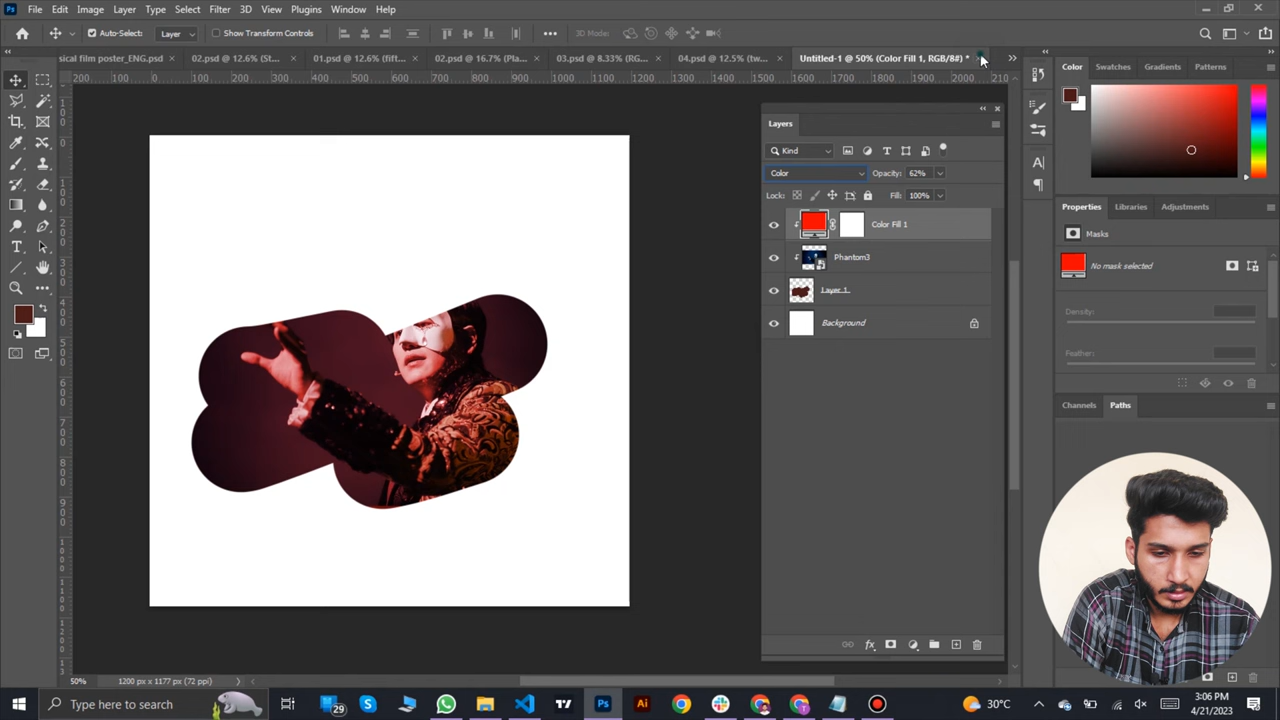 Ps File Edit Image Layer Type Select Filter 3D View Plugins Window Help
Auto-Select: Layer Show Transform Controls 3D Mode:
sical film poster_ENG.psd × 02.psd @ 12.6% (St... × 01.psd @ 12.6% (fift... × 02.psd @ 16.7% (Pla... × 03.psd @ 8.33% (RG... × 04.psd @ 12.5% (tw... × Untitled-1 @ 50% (Color Fill 1, RGB/8#) *
Color Swatches Gradients Patterns
Layers
Kind
Color Opacity: 62%
Lock: Fill: 100%
Color Fill 1
Phantom3
Layer 1
Background
Properties Libraries Adjustments
Masks
No mask selected
Density:
Feather:
Channels Paths
50% 1200 px x 1177 px (72 ppi)
Type here to search
29
Ps Ai
30°C
3:06 PM
4/21/2023